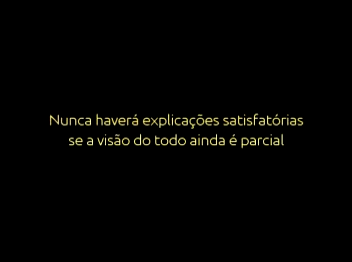 Nunca haverá explicações satisfatórias
se a visão do todo ainda é parcial